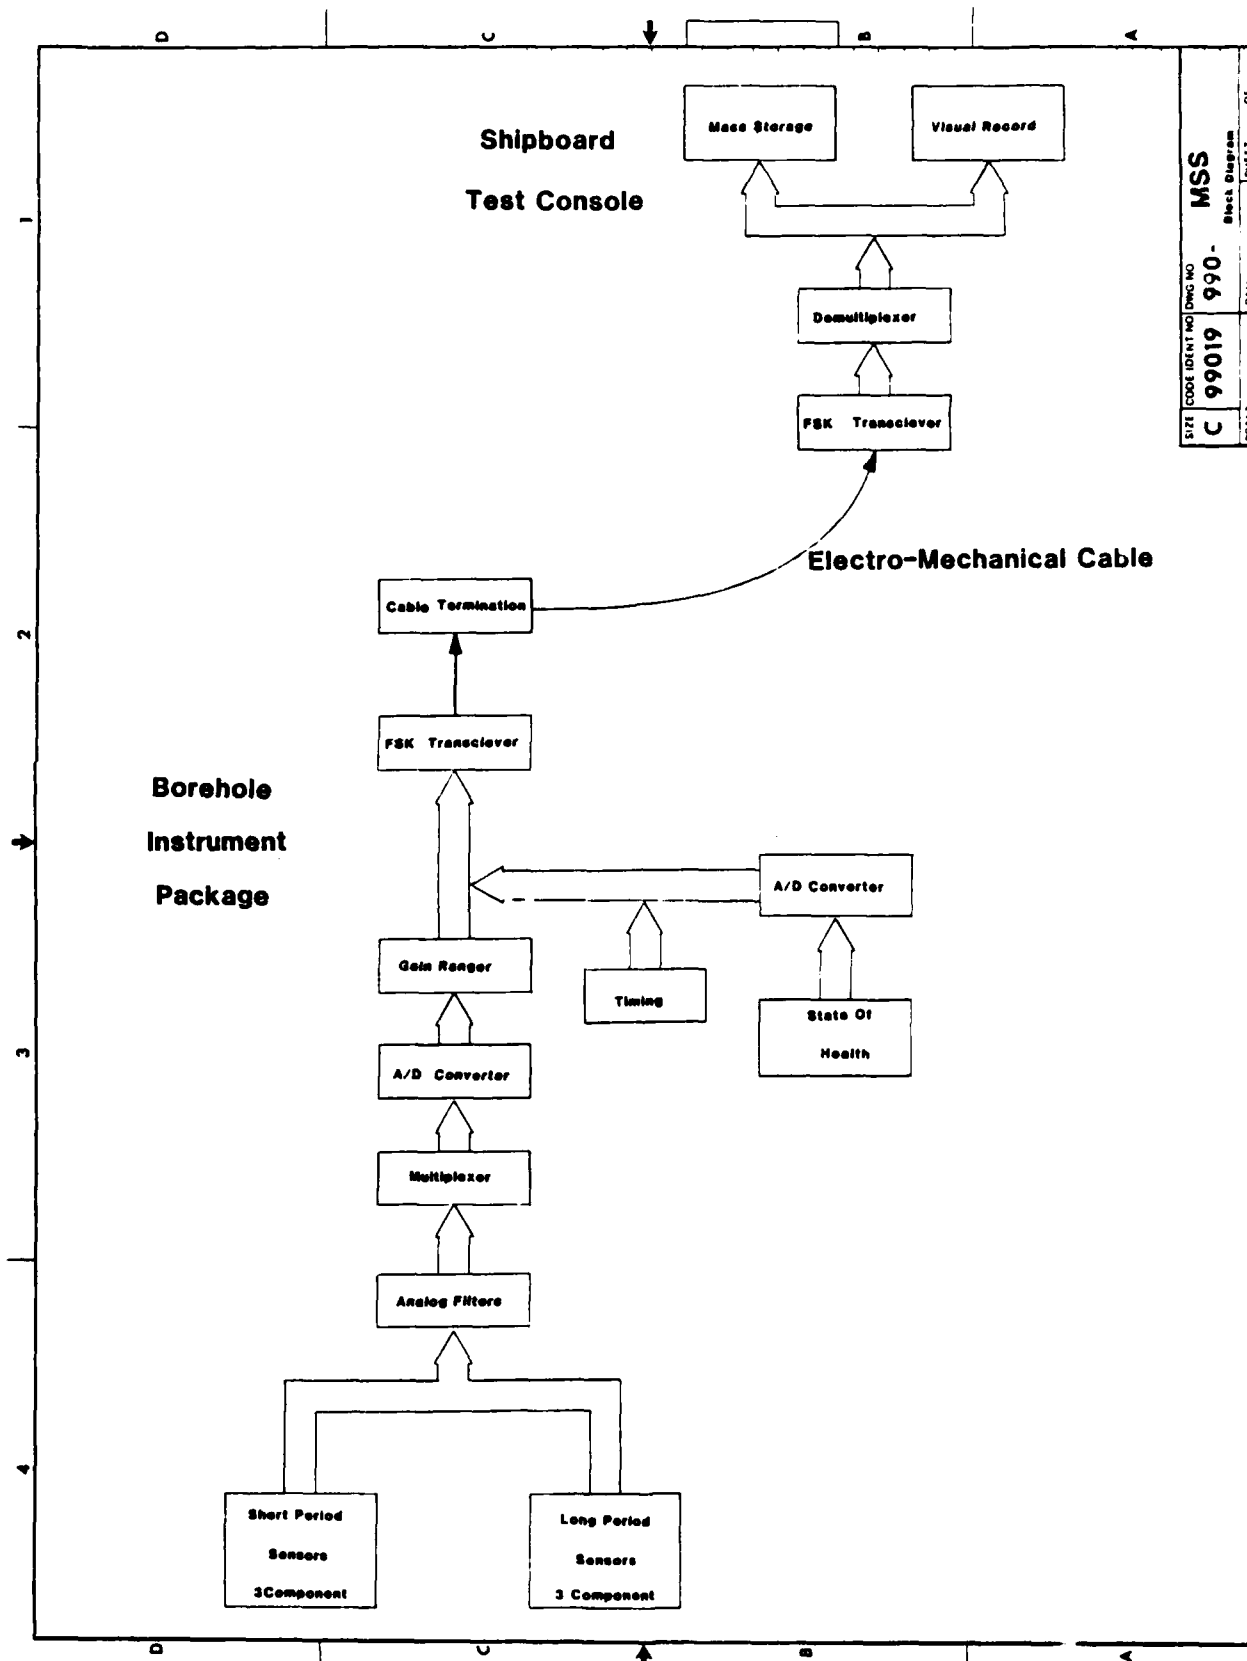 D
C
B
A
1
2
3
4
Shipboard
Test Console
Mass Storage
Visual Record
Demultiplexer
FSK Transciever
Electro-Mechanical Cable
Cable Termination
FSK Transciever
Borehole
Instrument
Package
A/D Converter
Gain Ranger
Timing
State Of
Health
A/D Converter
Multiplexer
Analog Filters
Short Period
Sensors
3Component
Long Period
Sensors
3 Component
SIZE
C
CODE IDENT NO
99019
DWG NO
990-
MSS
Block Diagram
D
C
B
A